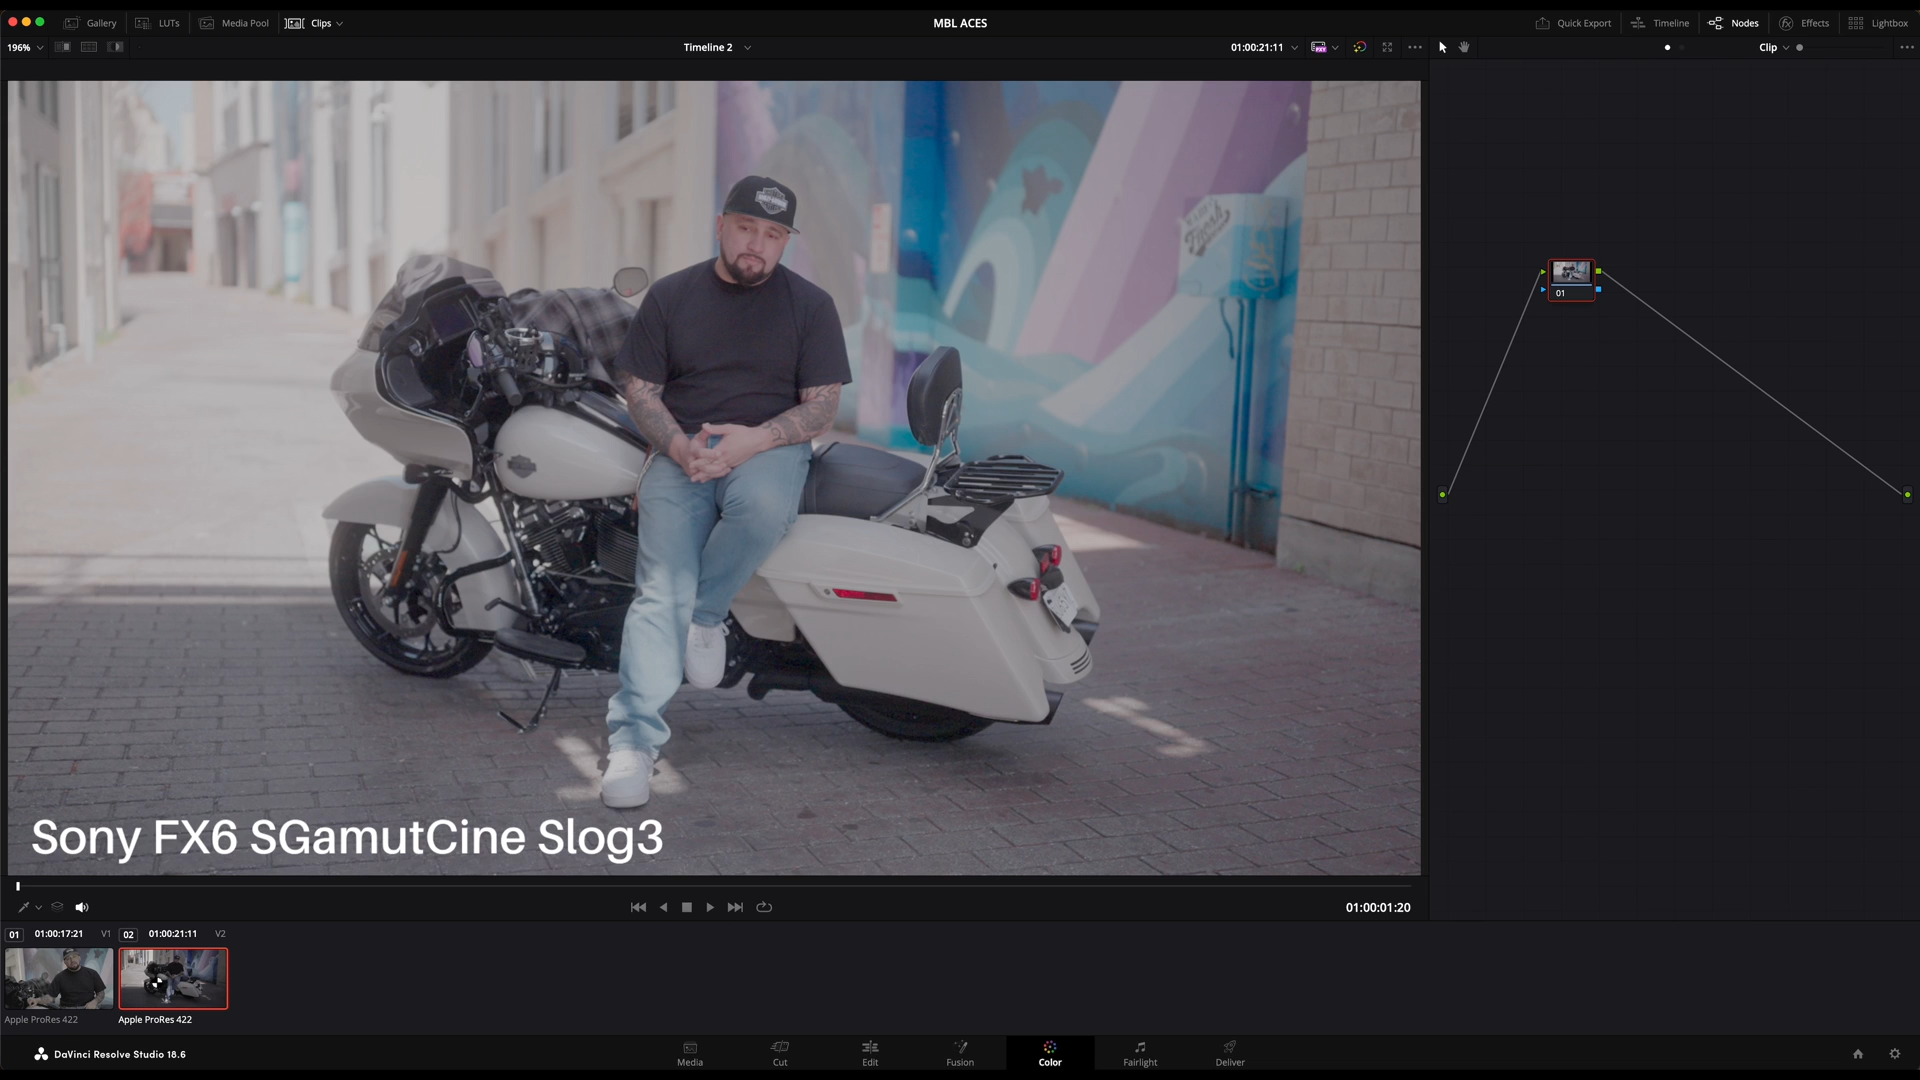 Gallery LUTs Media Pool Clips MBL ACES Quick Export Timeline Nodes Effects Lightbox
196% Timeline 2 01:00:21:11 Clip
HARLEY-DAVIDSON
Fresh
01
Sony FX6 SGamutCine Slog3
01:00:01:20
01 01:00:17:21 V1 02 01:00:21:11 V2
Apple ProRes 422 Apple ProRes 422
DaVinci Resolve Studio 18.6 Media Cut Edit Fusion Color Fairlight Deliver